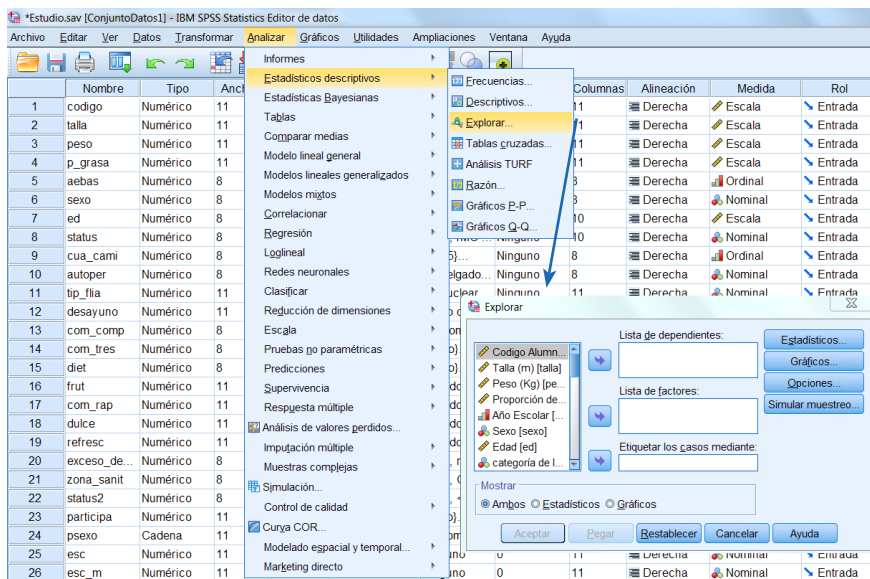 *Estudio.sav [ConjuntoDatos1] - IBM SPSS Statistics Editor de datos
Archivo Editar Ver Datos Transformar Analizar Gráficos Utilidades Ampliaciones Ventana Ayuda
Nombre Tipo Columnas Alineación Medida Rol
1 codigo Numérico 11 11 Derecha Escala Entrada
2 talla Numérico 11 Derecha Escala Entrada
3 peso Numérico 11 11 Derecha Escala Entrada
4 p_grasa Numérico 11 11 Derecha Escala Entrada
5 aebas Numérico 8 Derecha Ordinal Entrada
6 sexo Numérico 8 8 Derecha Nominal Entrada
7 ed Numérico 8 10 Derecha Escala Entrada
8 status Numérico 8 Ninguno 10 Derecha Nominal Entrada
9 cua_cami Numérico 8 Ninguno 8 Derecha Ordinal Entrada
10 autoper Numérico 8 Ninguno 8 Derecha Nominal Entrada
11 tip_flia Numérico 11 Ninguno 11 Derecha Nominal Entrada
12 desayuno Numérico 11
13 com_comp Numérico 8
14 com_tres Numérico 8
15 diet Numérico 8
16 frut Numérico 11
17 com_rap Numérico 11
18 dulce Numérico 11
19 refresc Numérico 11
20 exceso_de... Numérico 8
21 zona_sanit Numérico 8
22 status2 Numérico 8
23 participa Numérico 11
24 psexo Cadena 11
25 esc Numérico 11 0 11 Derecha Nominal Entrada
26 esc_m Numérico 11 0 11 Derecha Nominal Entrada
Informes
Estadísticos descriptivos
Estadísticas Bayesianas
Tablas
Comparar medias
Modelo lineal general
Modelos lineales generalizados
Modelos mixtos
Correlacionar
Regresión
Loglineal
Redes neuronales
Clasificar
Reducción de dimensiones
Escala
Pruebas no paramétricas
Predicciones
Supervivencia
Respuesta múltiple
Análisis de valores perdidos...
Imputación múltiple
Muestras complejas
Simulación...
Control de calidad
Curva COR...
Modelado espacial y temporal...
Marketing directo
Frecuencias...
Descriptivos...
Explorar...
Tablas cruzadas...
Análisis TURF
Razón...
Gráficos P-P...
Gráficos Q-Q...
Explorar
Codigo Alumn...
Talla (m) [talla]
Peso (Kg) [pe...
Proporción de...
Año Escolar [...
Sexo [sexo]
Edad [ed]
categoría de I...
Lista de dependientes:
Lista de factores:
Etiquetar los casos mediante:
Estadísticos...
Gráficos...
Opciones...
Simular muestreo...
Mostrar
Ambos Estadísticos Gráficos
Aceptar Pegar Restablecer Cancelar Ayuda